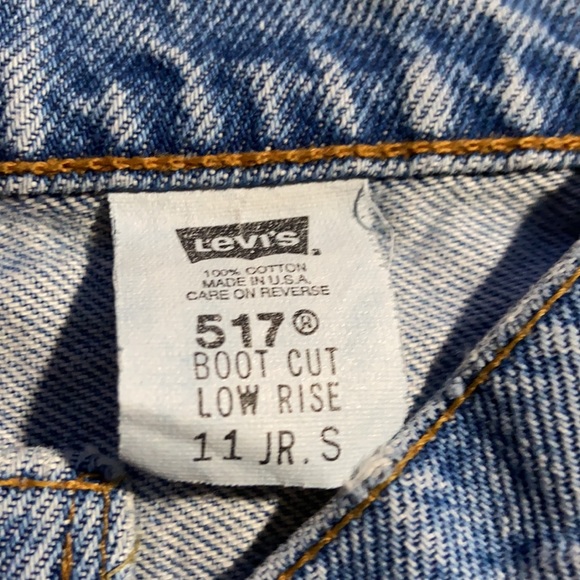 Levi's
100% COTTON
MADE IN U.S.A.
CARE ON REVERSE
517®
BOOT CUT
LOW RISE
11 JR. S